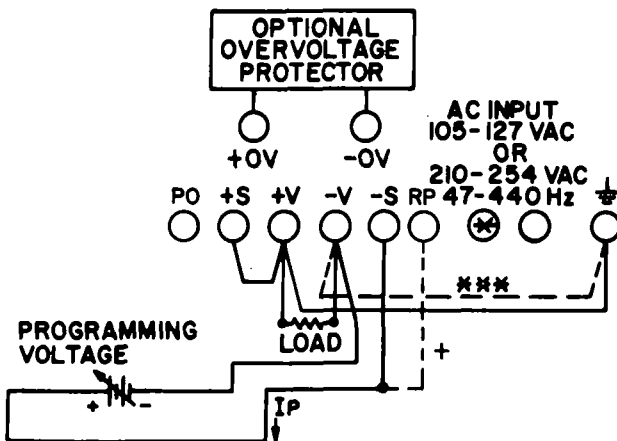 OPTIONAL
OVERVOLTAGE
PROTECTOR
+OV -OV
AC INPUT
105-127 VAC
OR
210-254 VAC
47-440 Hz
PO +S +V -V -S RP
*
***
LOAD
+
PROGRAMMING
VOLTAGE
+ -
IP